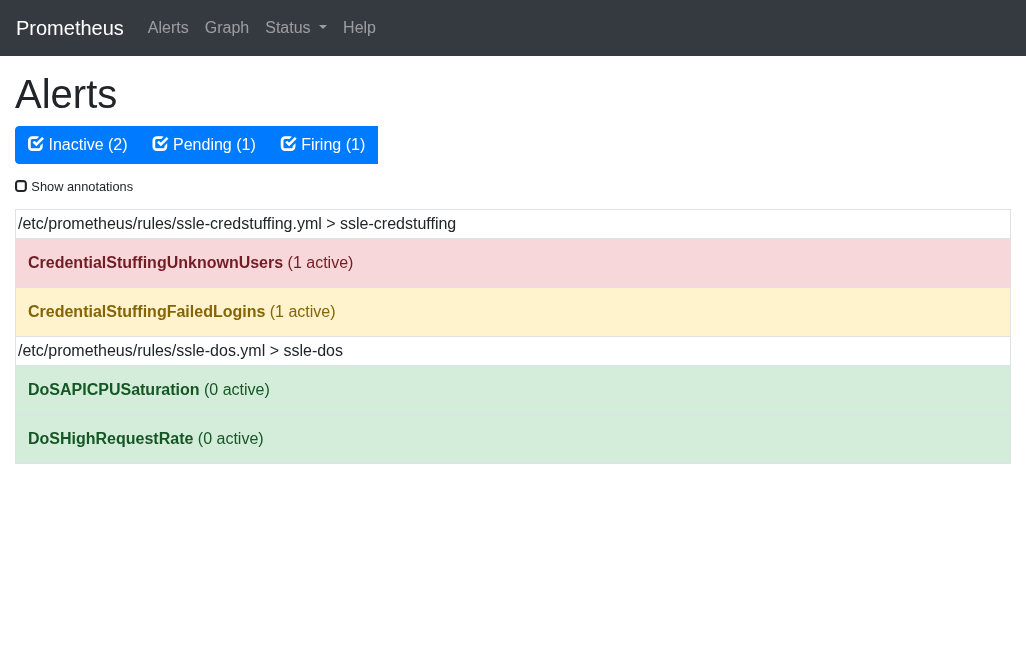 Prometheus Alerts Graph Status Help
Alerts
Inactive (2) Pending (1) Firing (1)
Show annotations
/etc/prometheus/rules/ssle-credstuffing.yml > ssle-credstuffing
CredentialStuffingUnknownUsers (1 active)
CredentialStuffingFailedLogins (1 active)
/etc/prometheus/rules/ssle-dos.yml > ssle-dos
DoSAPICPUSaturation (0 active)
DoSHighRequestRate (0 active)